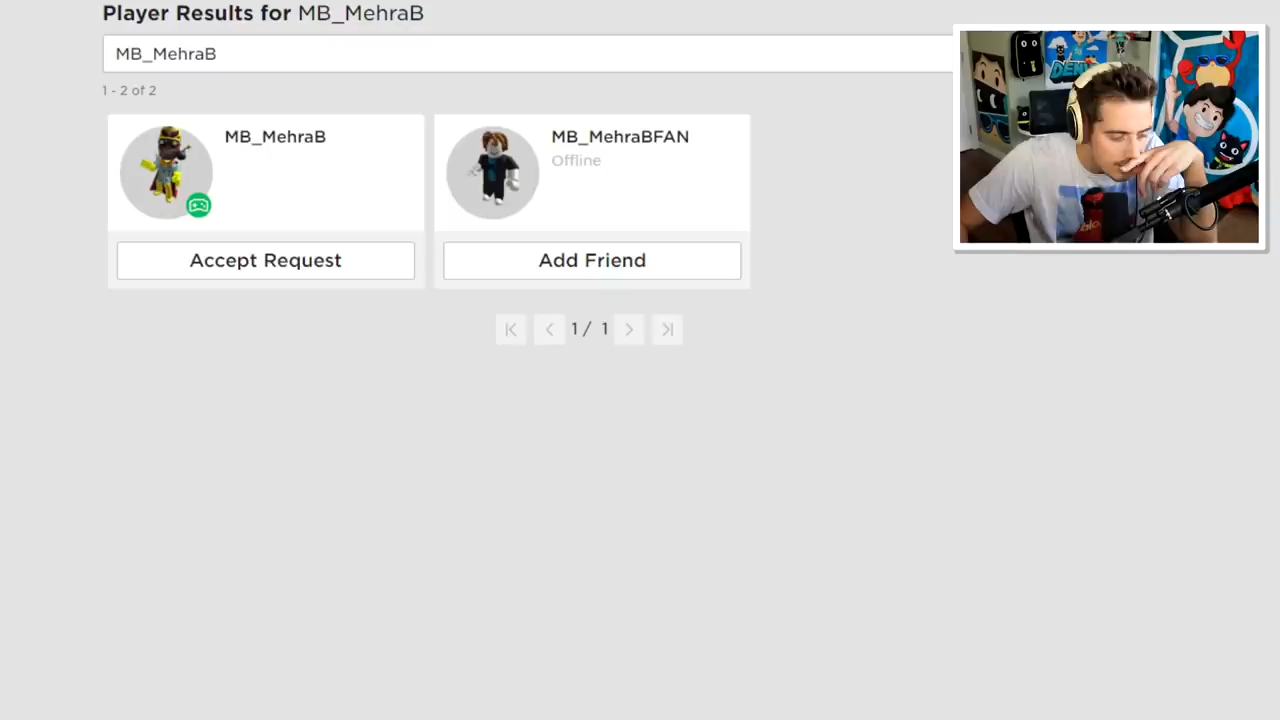 Player Results for MB_MehraB
MB_MehraB
1 - 2 of 2
MB_MehraB
MB_MehraBFAN
Offline
Accept Request
Add Friend
1 / 1